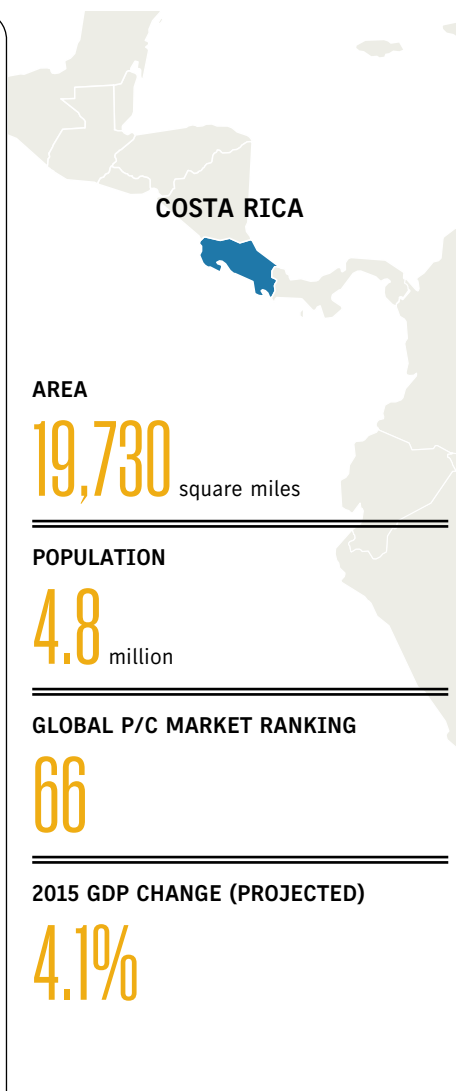 COSTA RICA
AREA
19,730 square miles
POPULATION
4.8 million
GLOBAL P/C MARKET RANKING
66
2015 GDP CHANGE (PROJECTED)
4.1%